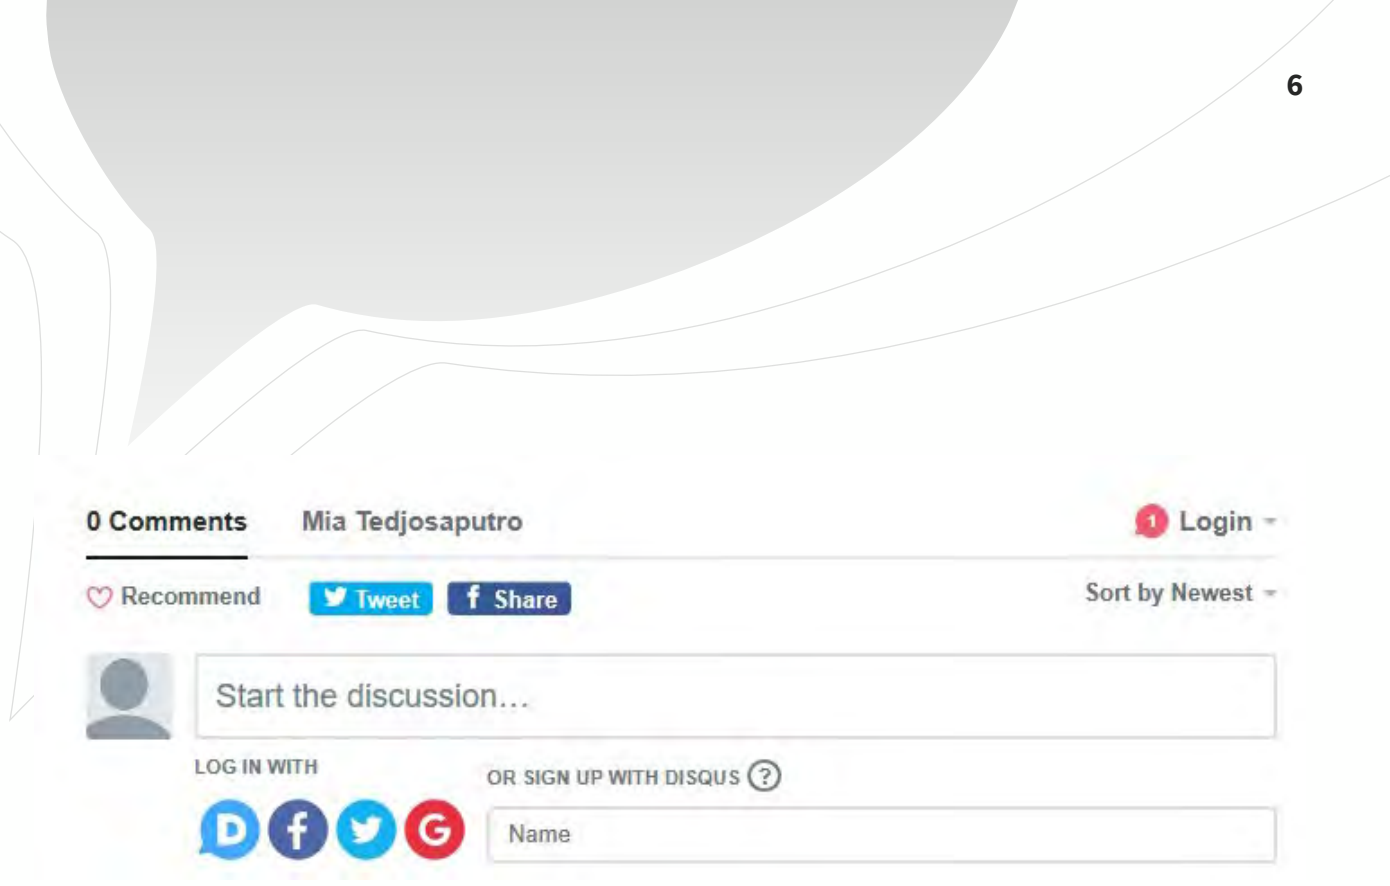 6
0 Comments Mia Tedjosaputro 1 Login
Recommend Tweet f Share Sort by Newest
Start the discussion…
LOG IN WITH
OR SIGN UP WITH DISQUS ?
D f G Name